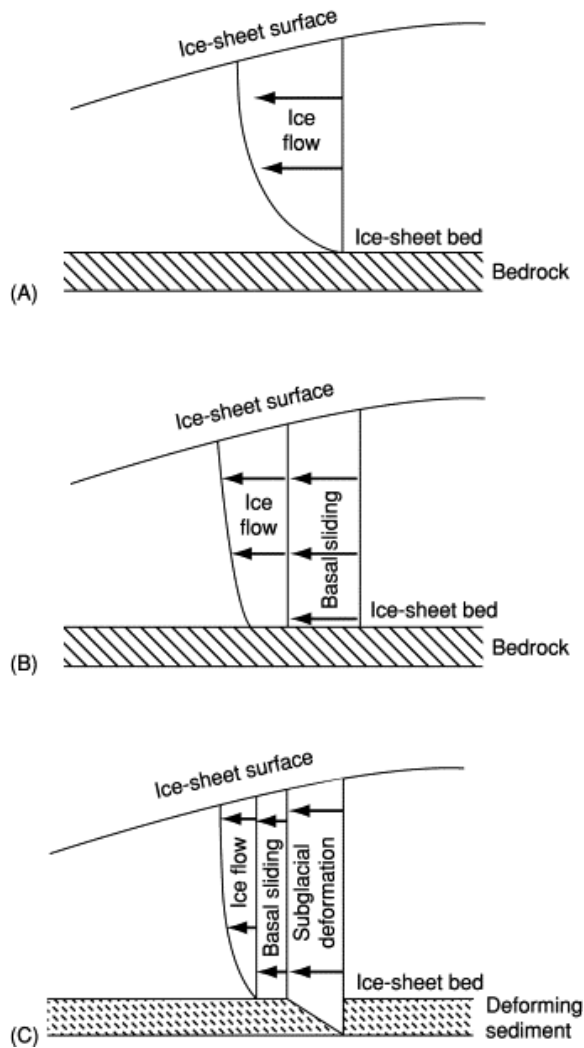 Ice-sheet surface
Ice
flow
Ice-sheet bed
Bedrock
(A)
Ice-sheet surface
Ice
flow
Basal sliding
Ice-sheet bed
Bedrock
(B)
Ice-sheet surface
Ice flow
Basal sliding
Subglacial
deformation
Ice-sheet bed
Deforming
sediment
(C)